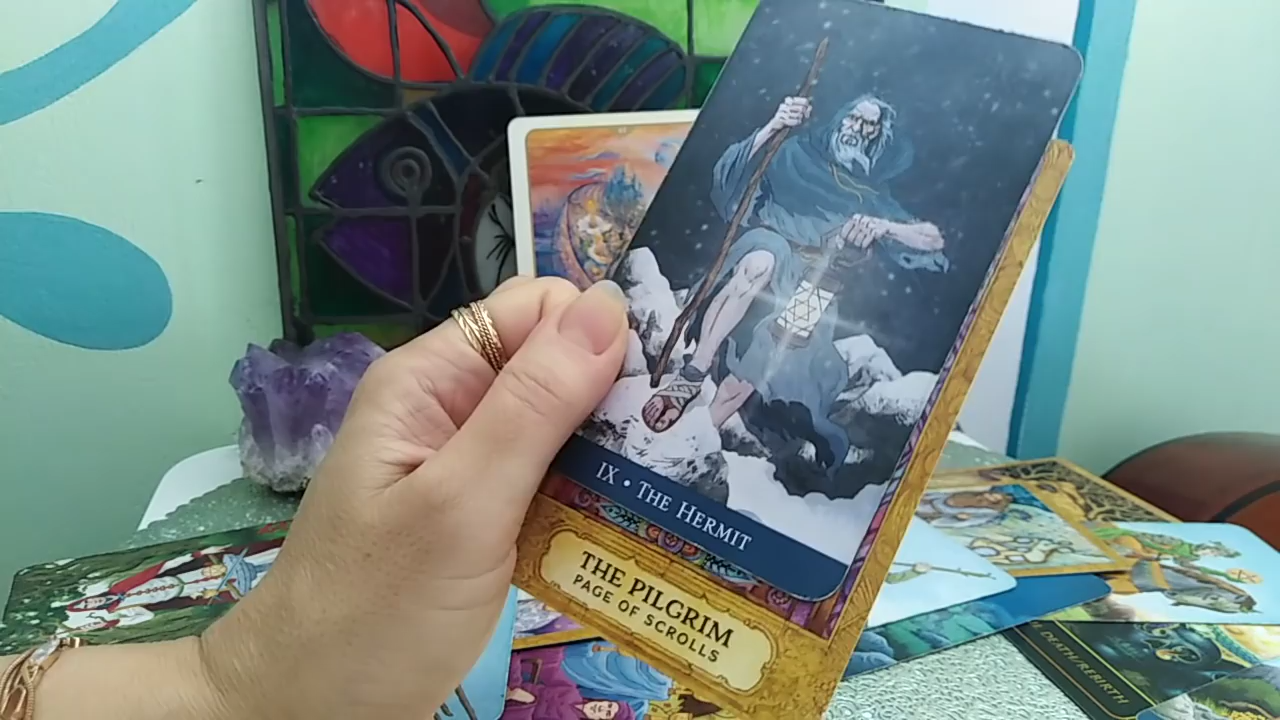 IX • THE HERMIT
THE PILGRIM
PAGE OF SCROLLS
DEATH/REBIRTH